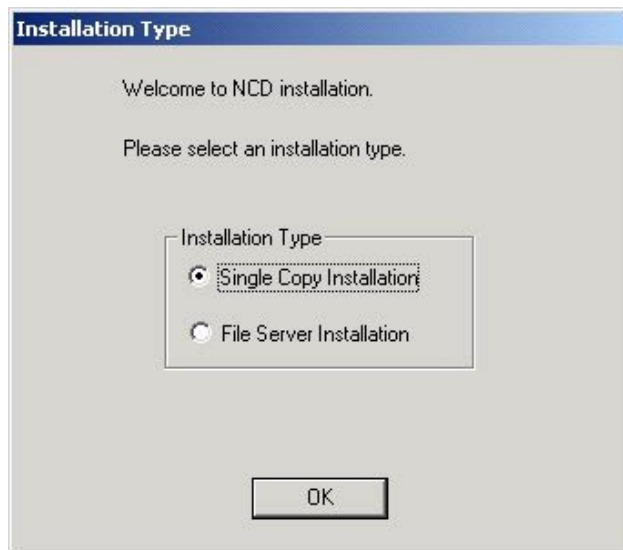 Installation Type
Welcome to NCD installation.
Please select an installation type.
Installation Type
Single Copy Installation
File Server Installation
OK